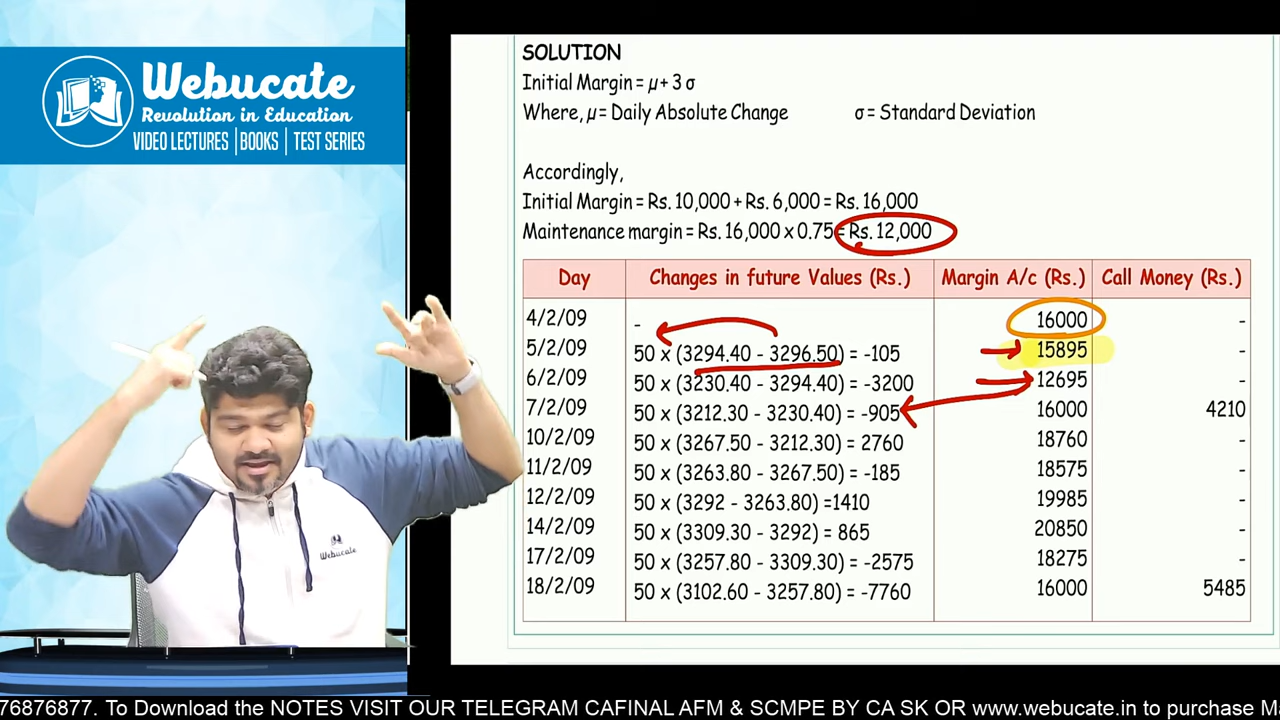 Webucate
Revolution in Education
VIDEO LECTURES | BOOKS | TEST SERIES
SOLUTION
Initial Margin = μ + 3 σ
Where, μ = Daily Absolute Change σ = Standard Deviation
Accordingly,
Initial Margin = Rs. 10,000 + Rs. 6,000 = Rs. 16,000
Maintenance margin = Rs. 16,000 x 0.75 = Rs. 12,000
Day Changes in future Values (Rs.) Margin A/c (Rs.) Call Money (Rs.)
4/2/09 - 16000 -
5/2/09 50 x (3294.40 - 3296.50) = -105 15895 -
6/2/09 50 x (3230.40 - 3294.40) = -3200 12695 -
7/2/09 50 x (3212.30 - 3230.40) = -905 16000 4210
10/2/09 50 x (3267.50 - 3212.30) = 2760 18760 -
11/2/09 50 x (3263.80 - 3267.50) = -185 18575 -
12/2/09 50 x (3292 - 3263.80) =1410 19985 -
14/2/09 50 x (3309.30 - 3292) = 865 20850 -
17/2/09 50 x (3257.80 - 3309.30) = -2575 18275 -
18/2/09 50 x (3102.60 - 3257.80) = -7760 16000 5485
Webucate
76876877. To Download the NOTES VISIT OUR TELEGRAM CAFINAL AFM & SCMPE BY CA SK OR www.webucate.in to purchase M